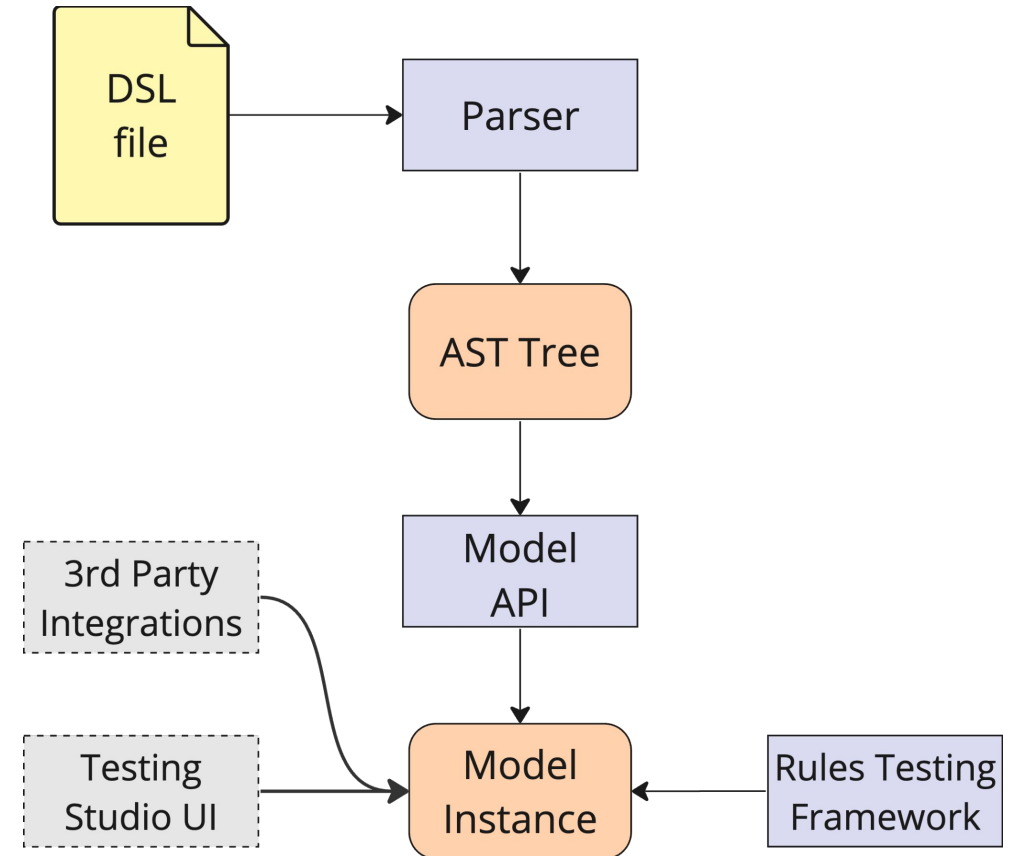 DSL
file
Parser
AST Tree
Model
API
3rd Party
Integrations
Testing
Studio UI
Model
Instance
Rules Testing
Framework